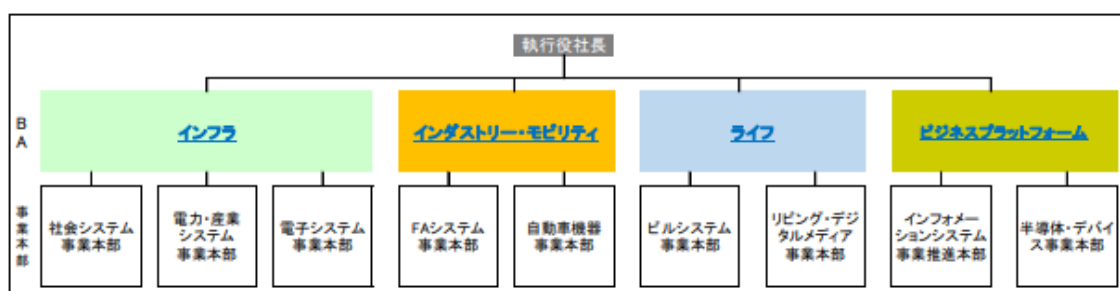 執行役社長
BA
インフラ
インダストリー・モビリティ
ライフ
ビジネスプラットフォーム
事業本部
社会システム
事業本部
電力・産業
システム
事業本部
電子システム
事業本部
FAシステム
事業本部
自動車機器
事業本部
ビルシステム
事業本部
リビング・デジ
タルメディア
事業本部
インフォメー
ションシステム
事業推進本部
半導体・デバイ
ス事業本部